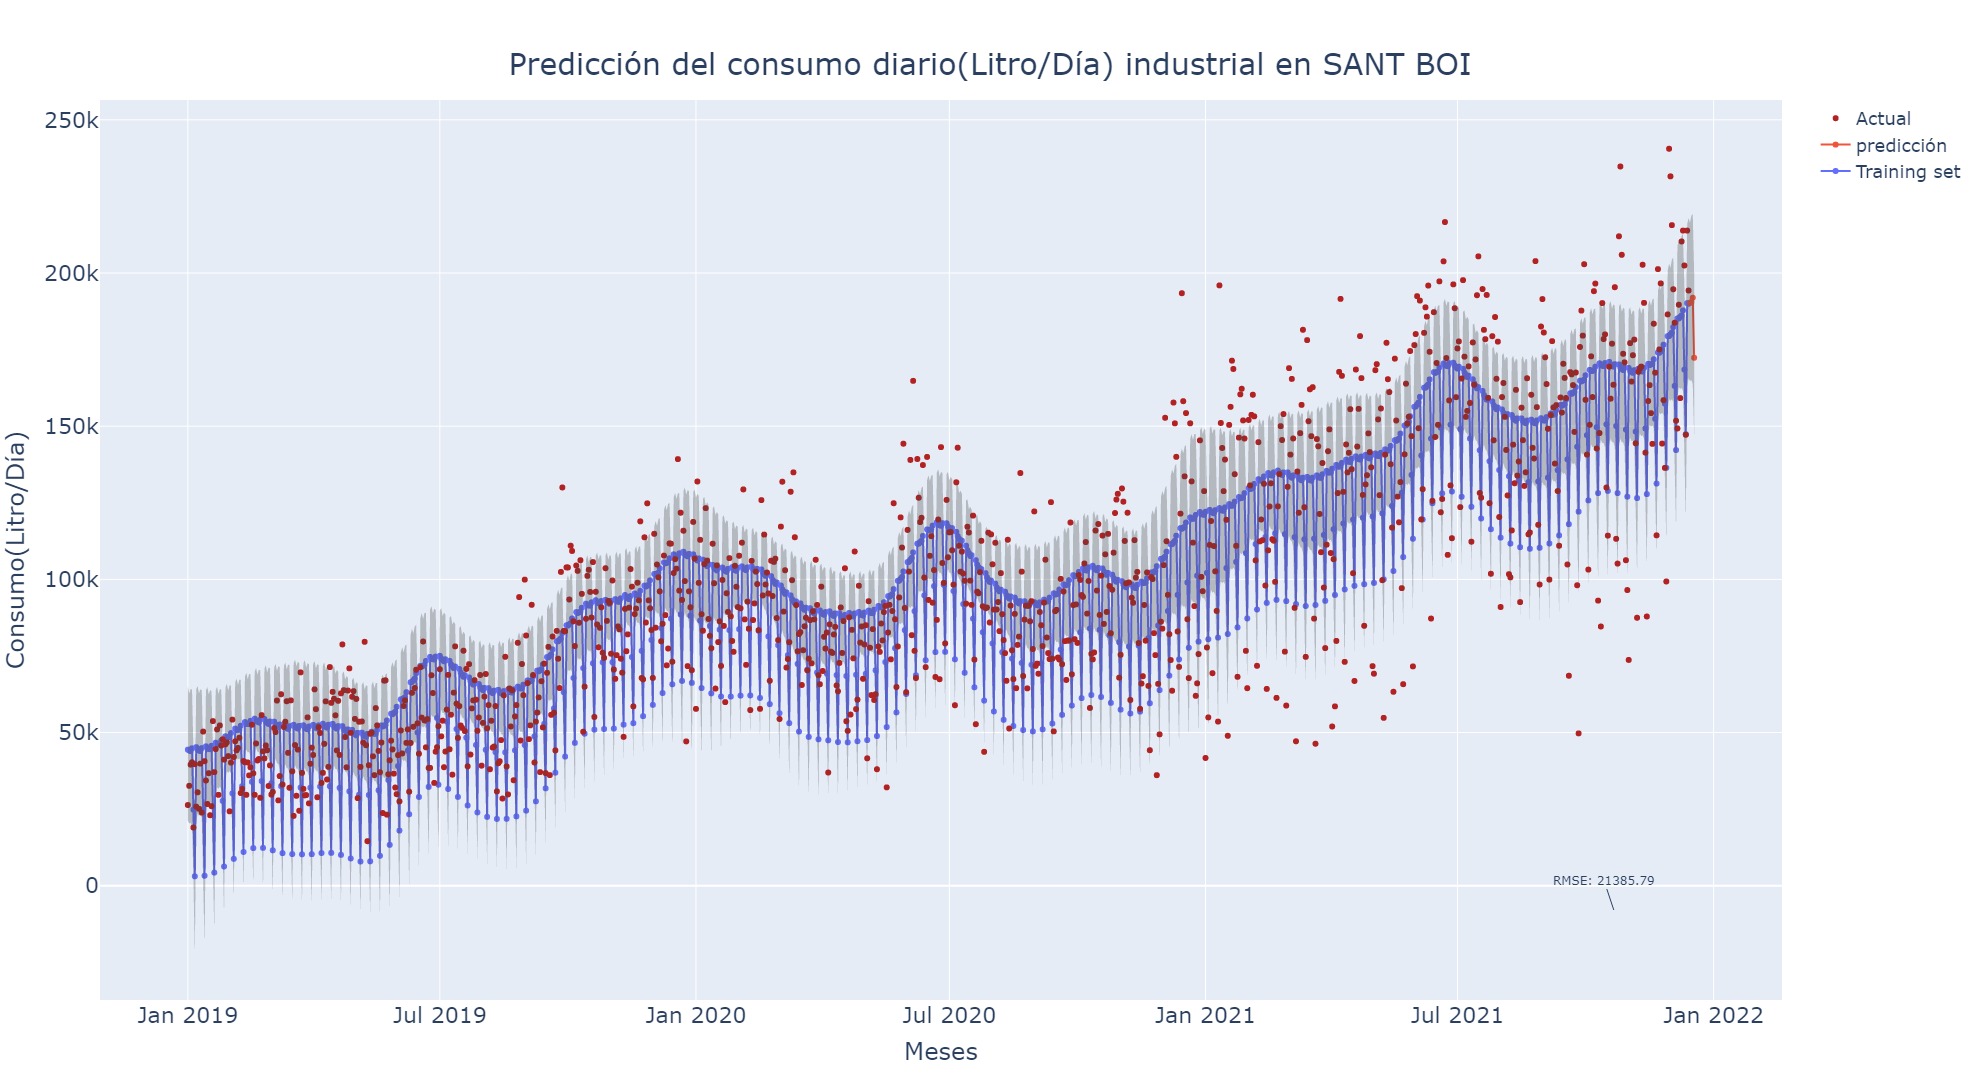 Predicción del consumo diario(Litro/Día) industrial en SANT BOI
250k
200k
150k
100k
50k
0
Consumo(Litro/Día)
Actual
predicción
Training set
RMSE: 21385.79
Jan 2019
Jul 2019
Jan 2020
Jul 2020
Jan 2021
Jul 2021
Jan 2022
Meses